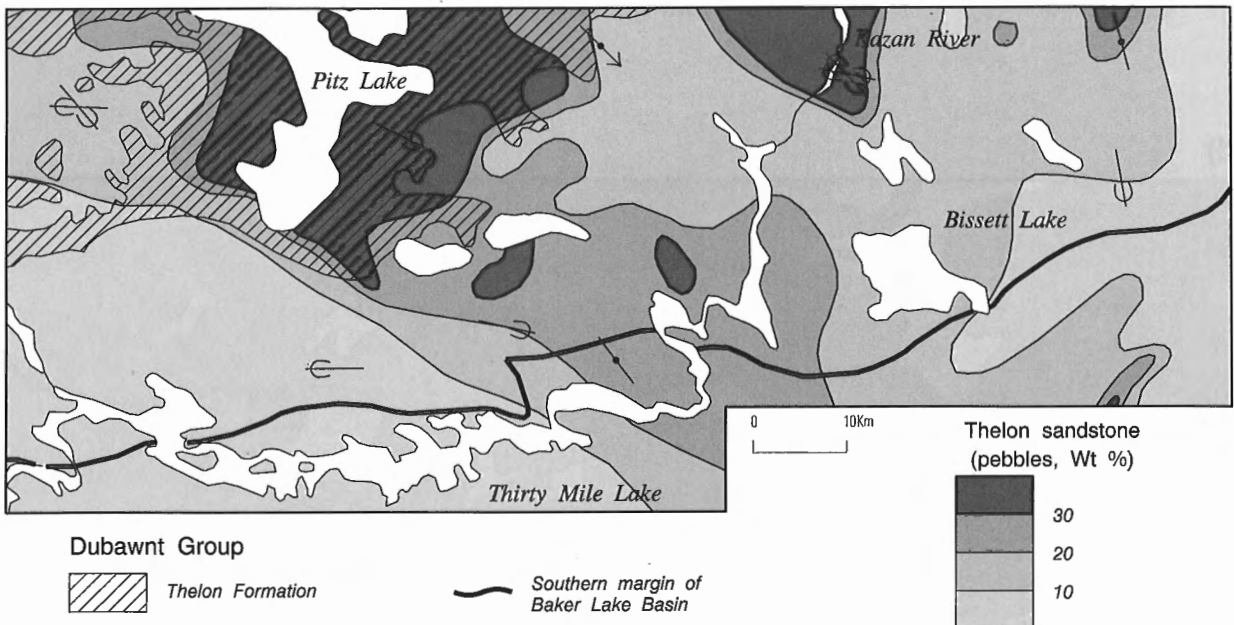 Pitz Lake
Kazan River
Bissett Lake
Thirty Mile Lake
0 10Km
Thelon sandstone
(pebbles, Wt %)
30
20
10
Dubawnt Group
Thelon Formation
Southern margin of
Baker Lake Basin